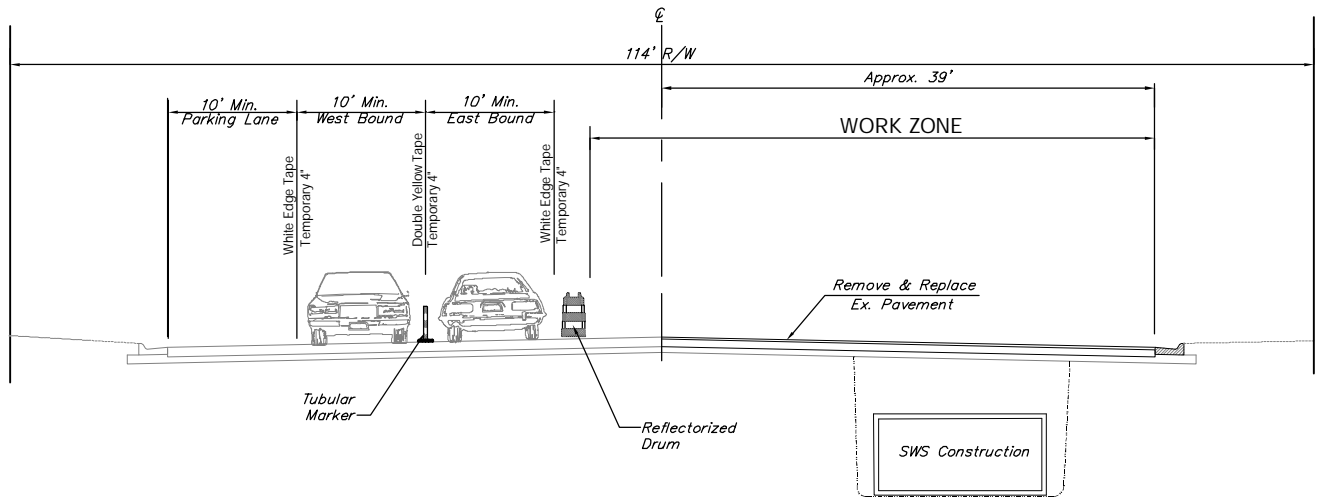 ℄
114' R/W
Approx. 39'
10' Min.
Parking Lane
10' Min.
West Bound
10' Min.
East Bound
WORK ZONE
White Edge Tape
Temporary 4"
Double Yellow Tape
Temporary 4"
White Edge Tape
Temporary 4"
Remove & Replace
Ex. Pavement
Tubular
Marker
Reflectorized
Drum
SWS Construction